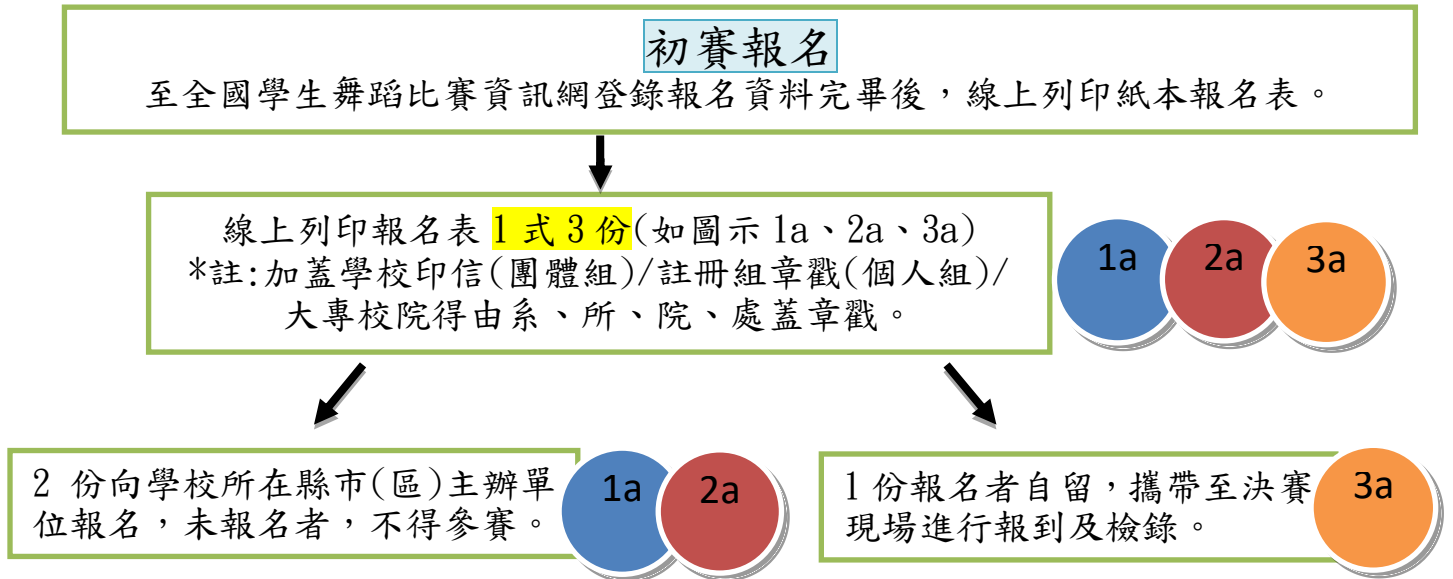 初賽報名
至全國學生舞蹈比賽資訊網登錄報名資料完畢後，線上列印紙本報名表。
線上列印報名表 1 式 3 份(如圖示 1a、2a、3a)
*註:加蓋學校印信(團體組)/註冊組章戳(個人組)/
大專校院得由系、所、院、處蓋章戳。
1a 2a 3a
2 份向學校所在縣市(區)主辦單
位報名，未報名者，不得參賽。
1a 2a
1 份報名者自留，攜帶至決賽
現場進行報到及檢錄。
3a